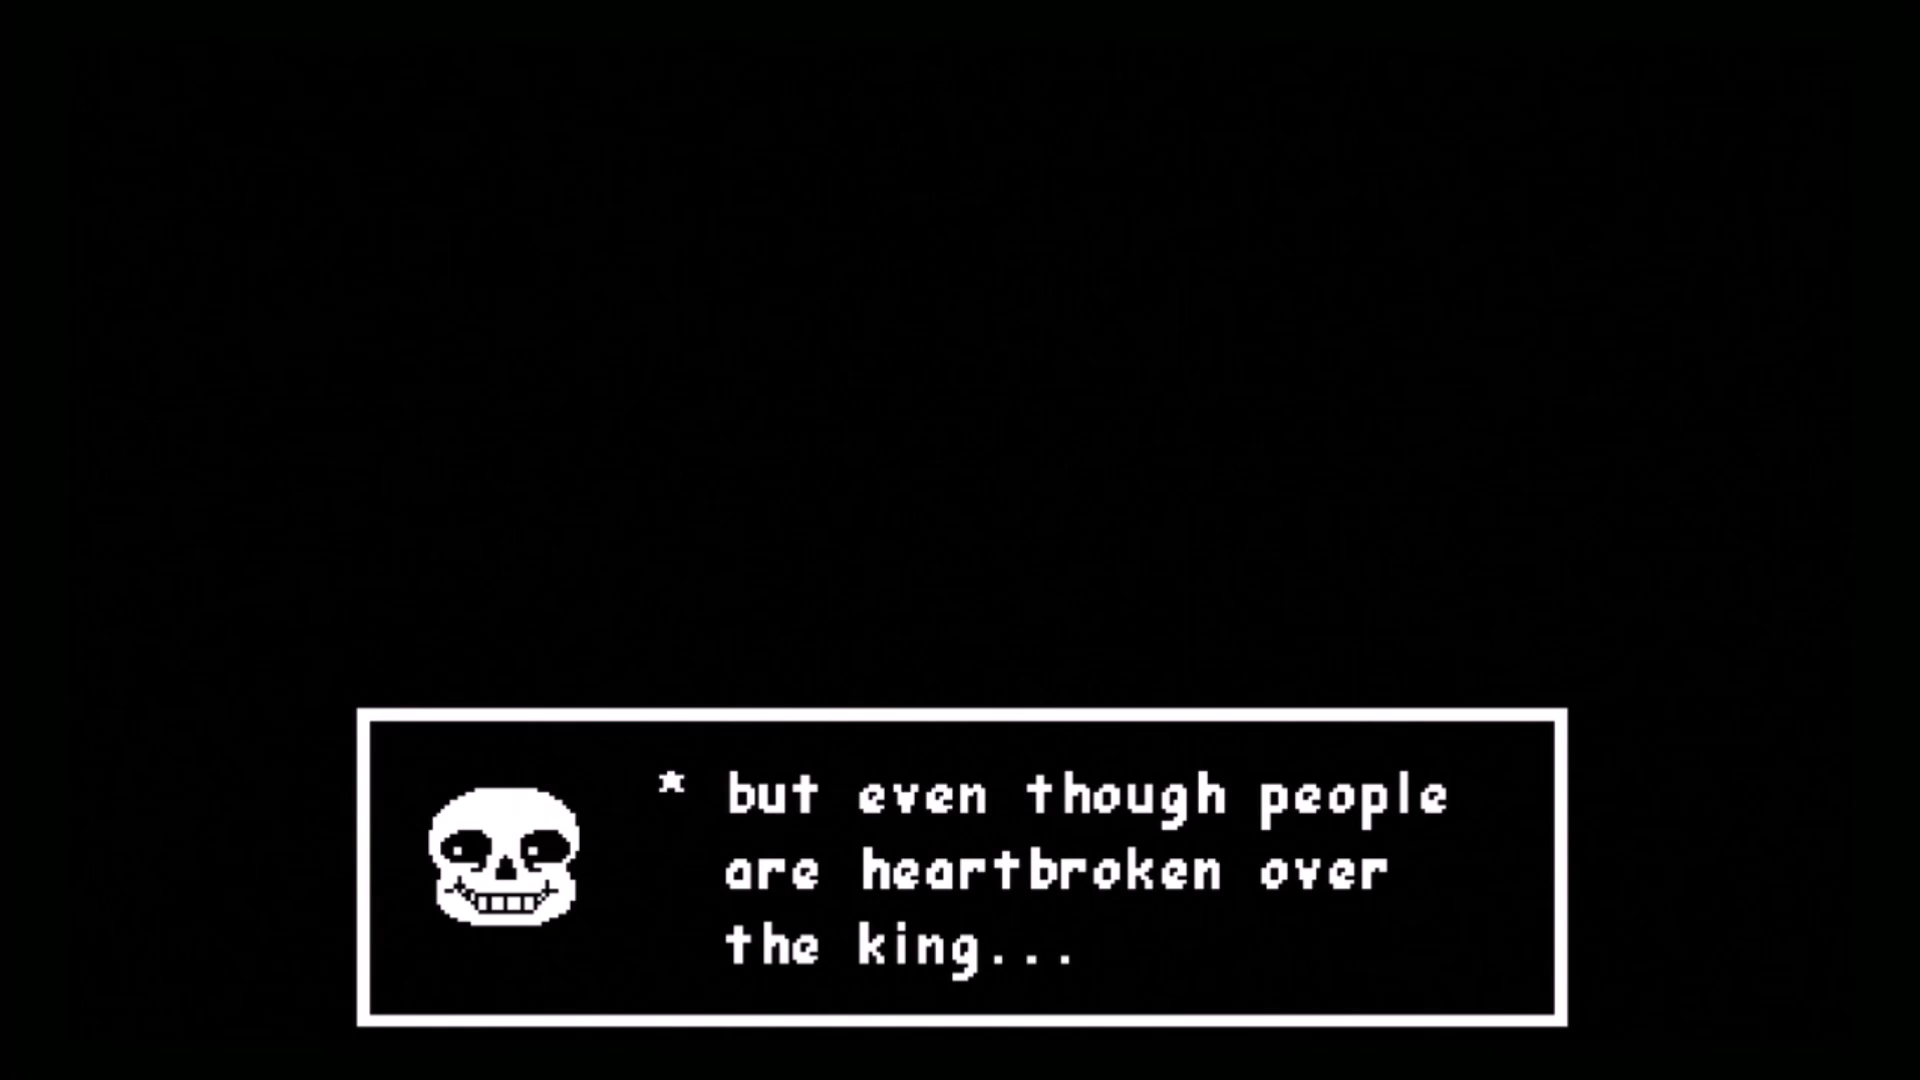 * but even though people
are heartbroken over
the king...